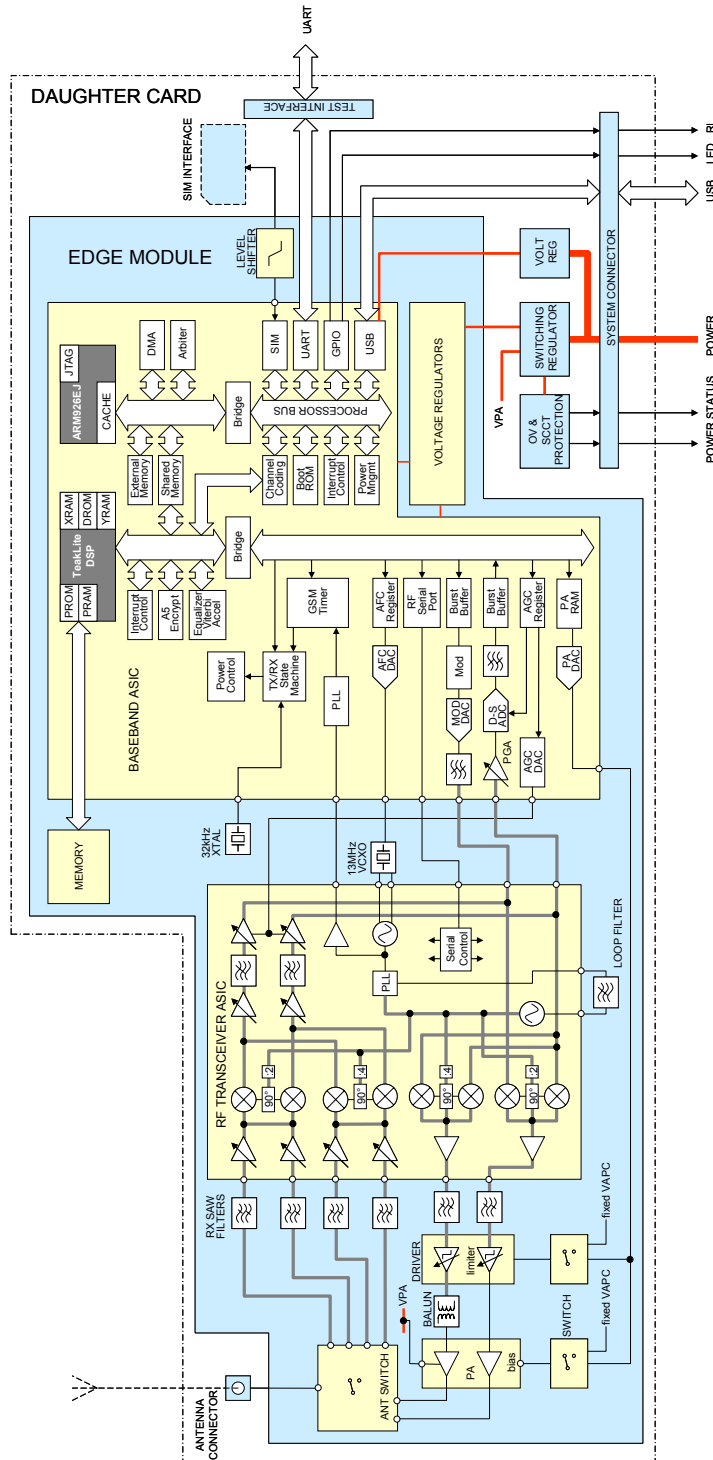 UART
DAUGHTER CARD
TEST INTERFACE
SIM INTERFACE
RI
LED
USB
SYSTEM CONNECTOR
EDGE MODULE
LEVEL
SHIFTER
VOLT
REG
SWITCHING
REGULATOR
VPA
OV &
SCCT
PROTECTION
POWER
POWER STATUS
VOLTAGE REGULATORS
JTAG
ARM926EJ
CACHE
DMA
Arbiter
SIM
UART
GPIO
USB
Bridge
PROCESSOR BUS
External
Memory
Shared
Memory
Channel
Coding
Boot
ROM
Interrupt
Control
Power
Mngmt
XRAM
DROM
YRAM
TeakLite
DSP
PROM
PRAM
Bridge
Interrupt
Control
A5
Encrypt
Equalizer
Viterbi
Accel
GSM
Timer
AFC
Register
RF
Serial
Port
Burst
Buffer
Burst
Buffer
AGC
Register
PA
RAM
Power
Control
TX/RX
State
Machine
PLL
AFC
DAC
Mod
MOD
DAC
D-S
ADC
PGA
AGC
DAC
PA
DAC
BASEBAND ASIC
MEMORY
32kHz
XTAL
13MHz
VCXO
RF TRANSCEIVER ASIC
Serial
Control
PLL
LOOP FILTER
90°
:2
90°
:4
90°
:4
90°
:2
RX SAW
FILTERS
DRIVER
limiter
BALUN
VPA
PA
bias
SWITCH
fixed VAPC
fixed VAPC
ANT SWITCH
ANTENNA
CONNECTOR